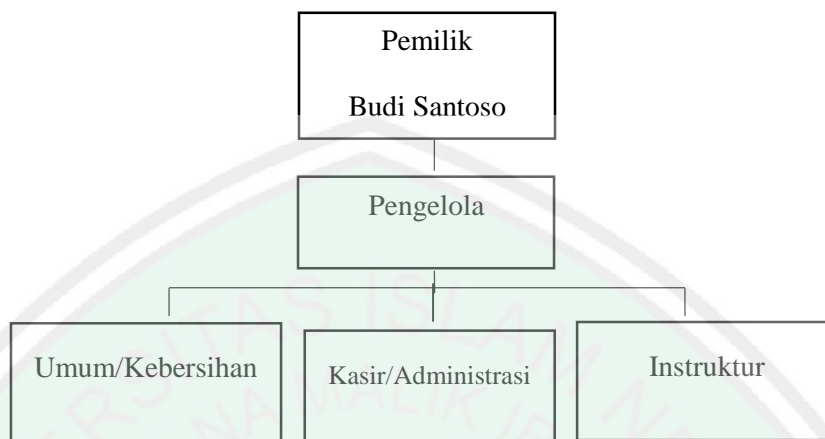 Pemilik
Budi Santoso
Pengelola
Umum/Kebersihan
Kasir/Administrasi
Instruktur